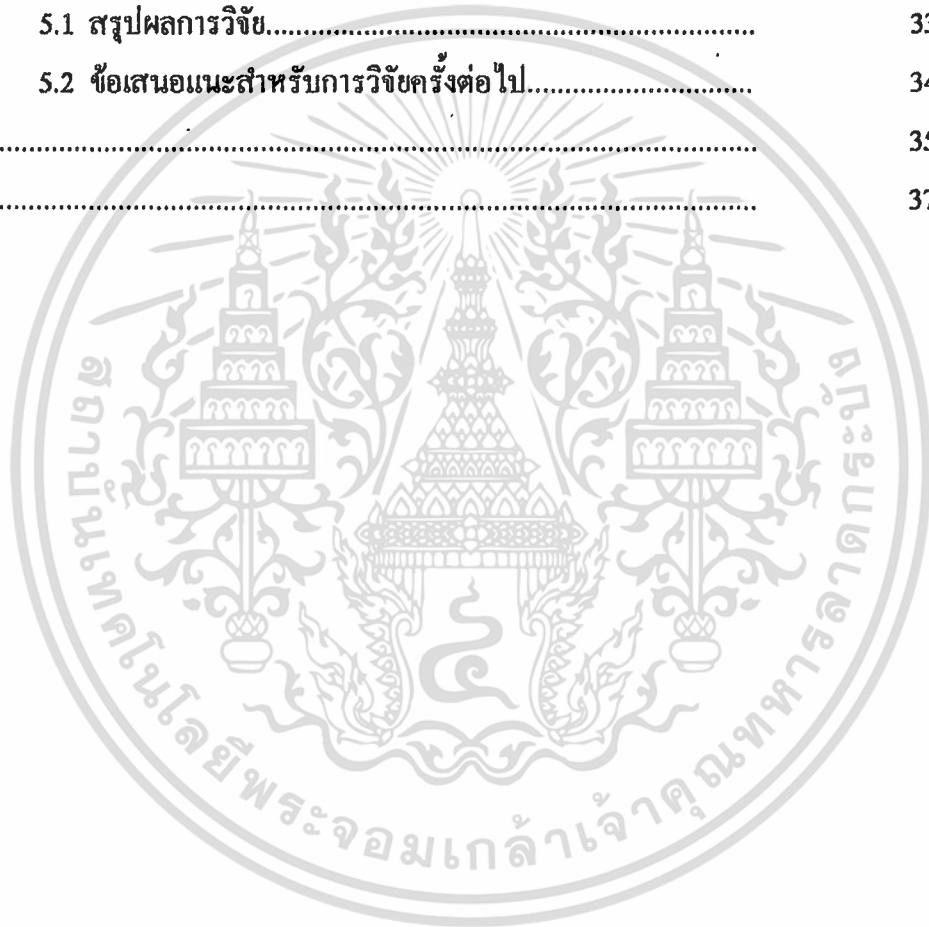 5.1 สรุปผลการวิจัย........................................................................ 33
5.2 ข้อเสนอแนะสำหรับการวิจัยครั้งต่อไป................................. 34
........................................................................................................ 35
........................................................................................................ 37
สถาบันเทคโนโลยีพระจอมเกล้าเจ้าคุณทหารลาดกระบัง